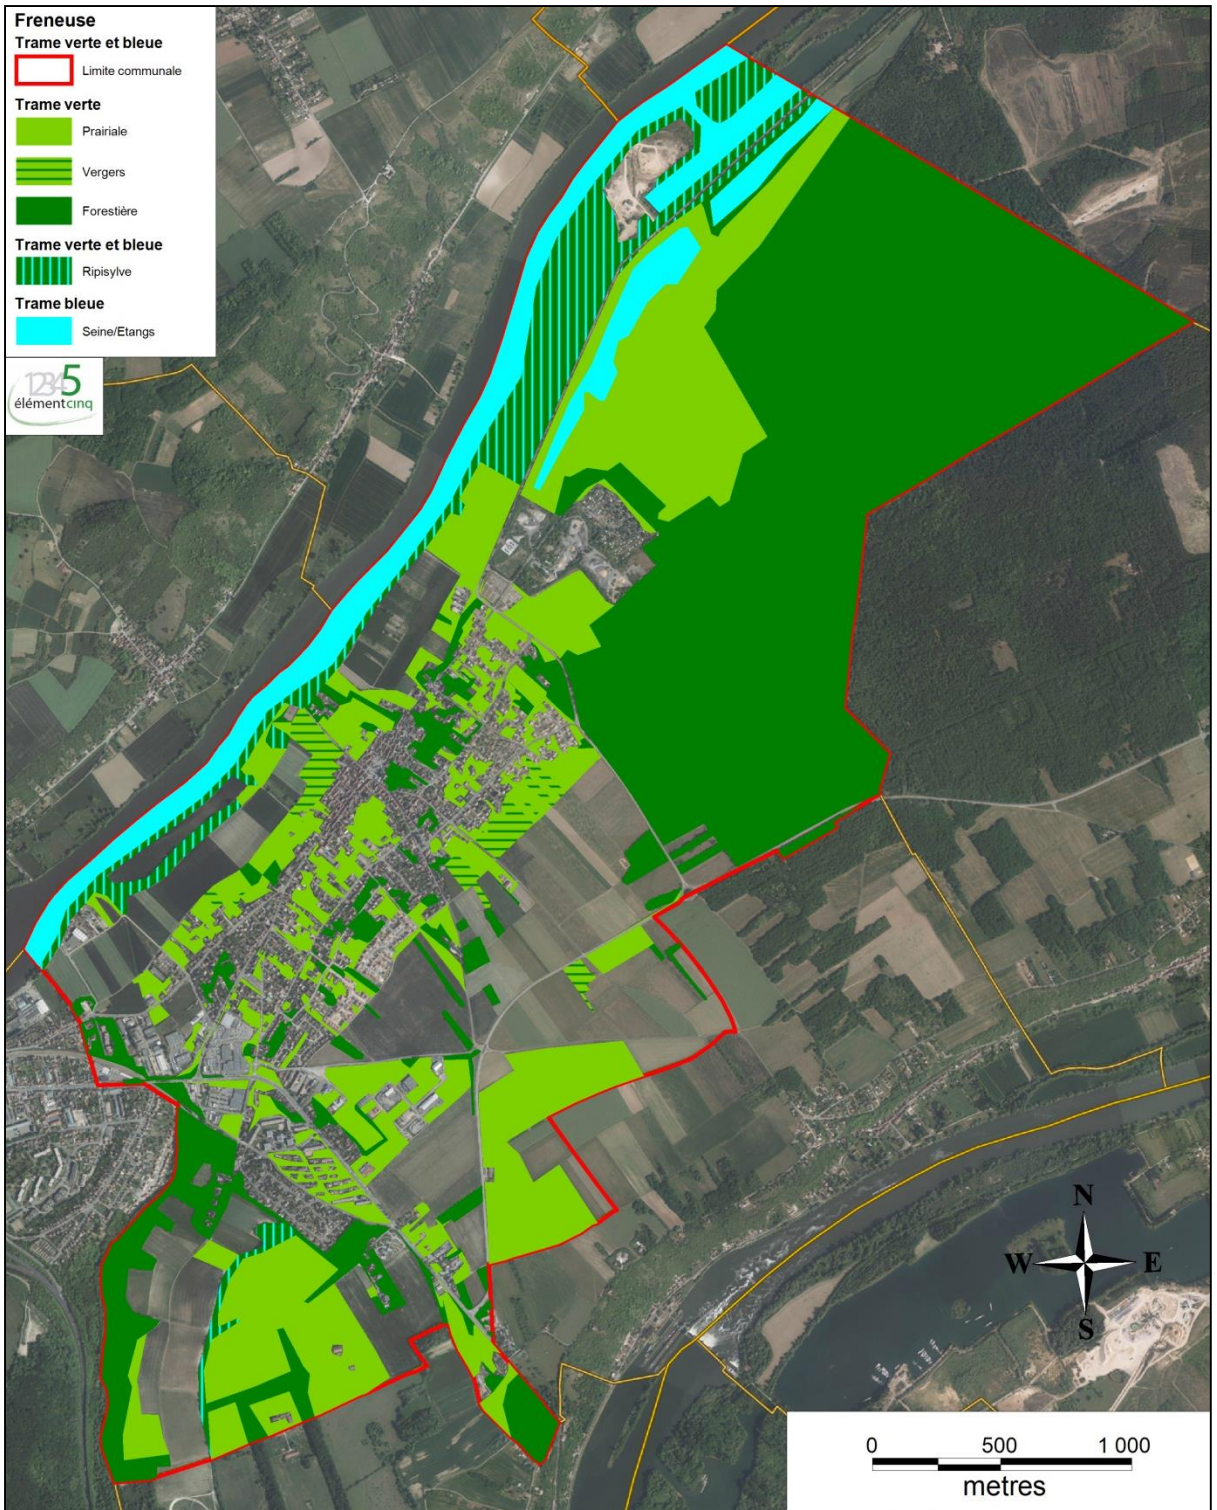 Freneuse
Trame verte et bleue
Limite communale
Trame verte
Prairiale
Vergers
Forestière
Trame verte et bleue
Ripisylve
Trame bleue
Seine/Etangs
12345
élémentcinq
N
W E
S
0 500 1 000
metres